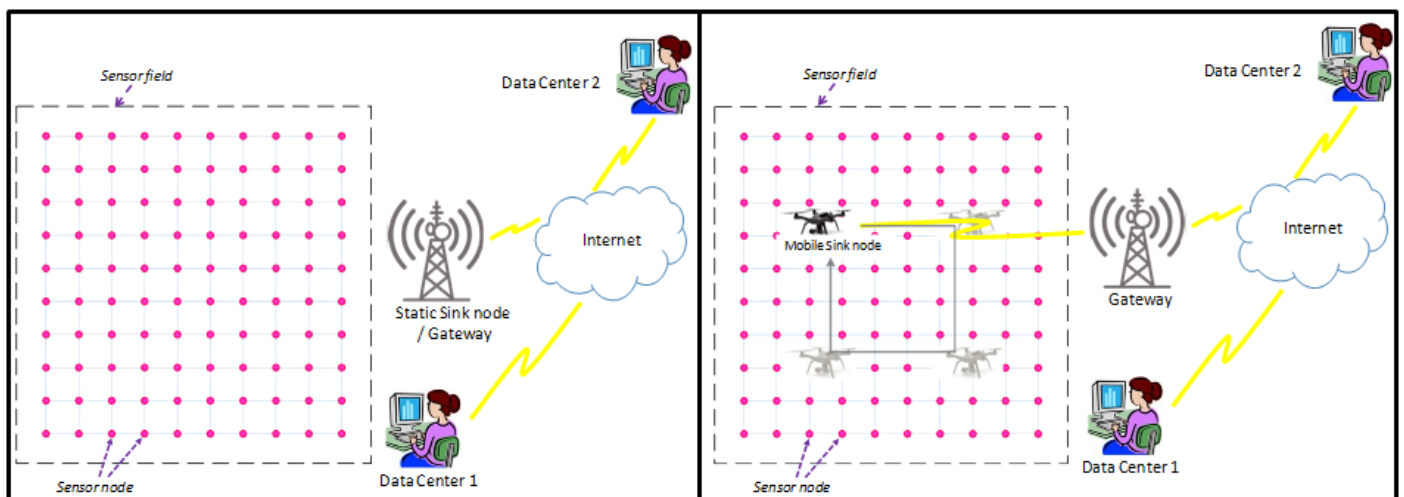 Sensor field
Data Center 2
Internet
Static Sink node
/ Gateway
Data Center 1
Sensor node
Sensor field
Data Center 2
Mobile Sink node
Internet
Gateway
Data Center 1
Sensor node